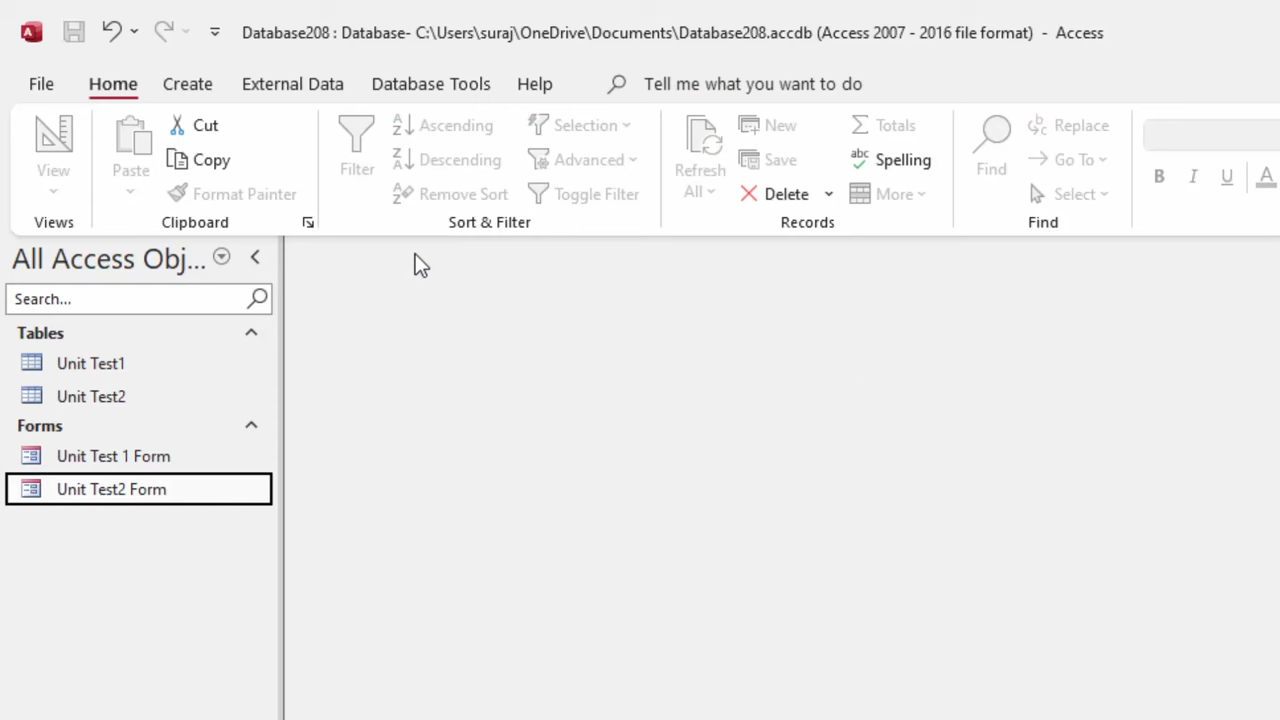 Database208 : Database- C:\Users\suraj\OneDrive\Documents\Database208.accdb (Access 2007 - 2016 file format) - Access
File Home Create External Data Database Tools Help Tell me what you want to do
View
Views
Paste
Cut
Copy
Format Painter
Clipboard
Filter
Ascending
Descending
Remove Sort
Selection
Advanced
Toggle Filter
Sort & Filter
Refresh
All
New
Save
Delete
Totals
Spelling
More
Records
Find
Replace
Go To
Select
Find
B I U A
All Access Obj...
Search...
Tables
Unit Test1
Unit Test2
Forms
Unit Test 1 Form
Unit Test2 Form